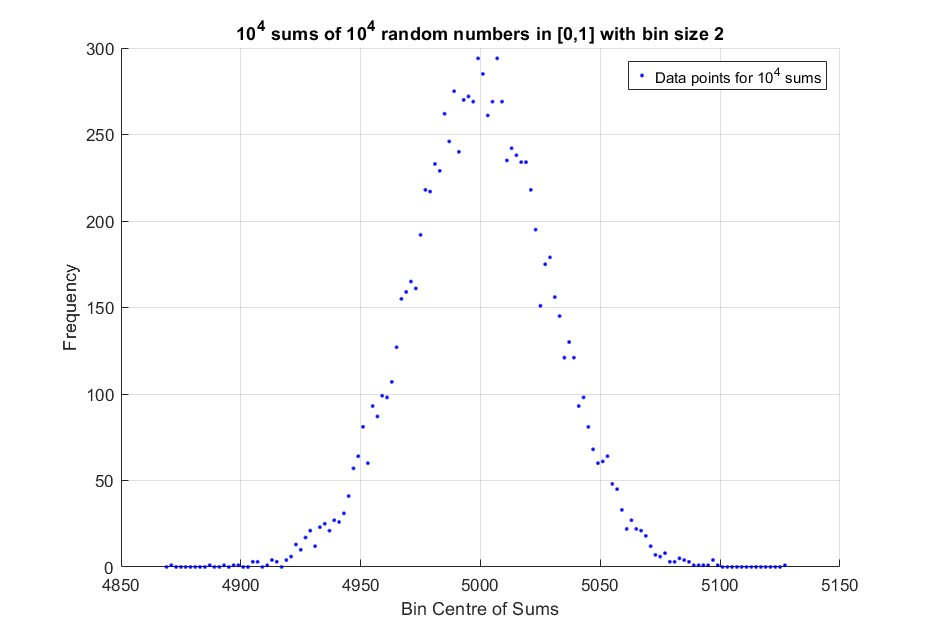 10^4 sums of 10^4 random numbers in [0,1] with bin size 2
Data points for 10^4 sums
300
250
200
150
100
50
0
Frequency
4850 4900 4950 5000 5050 5100 5150
Bin Centre of Sums